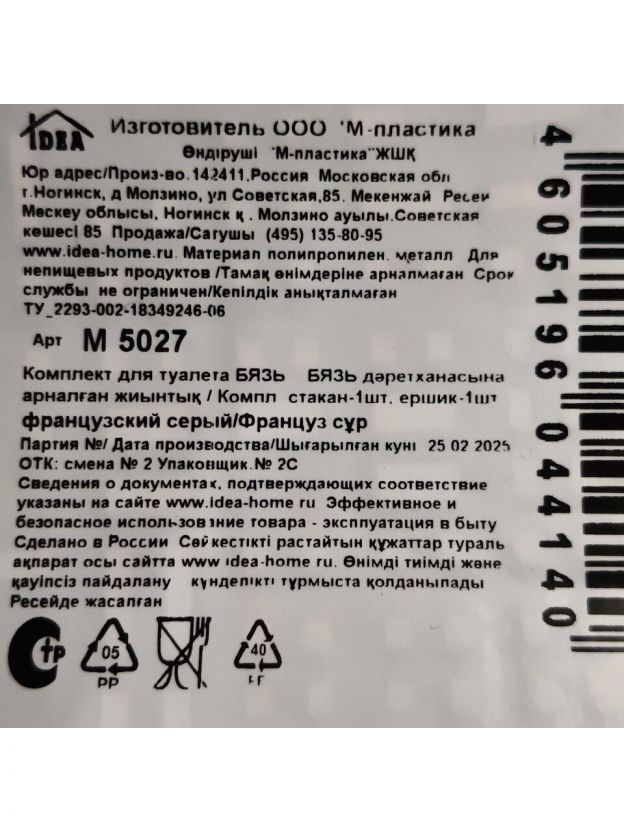 IDEA
Изготовитель ООО "М-пластика
Өндіруші "М-пластика"ЖШҚ
Юр адрес/Произ-во.142411,Россия Московская обл
г.Ногинск, д Молзино, ул Советская,85. Мекенжай Ресей
Мәскеу облысы, Ногинск қ, Молзино ауылы,Советская
көшесі 85 Продажа/Сатушы (495) 135-80-95
www.idea-home.ru. Материал полипропилен, металл Для
непищевых продуктов /Тамақ өнімдеріне арналмаған Срок
службы не ограничен/Кепілдік анықталмаған
ТУ_2293-002-18349246-06
Арт М 5027
Комплект для туалета БЯЗЬ БЯЗЬ дәретханасына
арналған жиынтық / Компл стакан-1шт, ершик-1шт
французский серый/Француз сұр
Партия №/ Дата производства/Шығарылған күні 25 02 2025
ОТК: смена № 2 Упаковщик.№ 2С
Сведения о документах, подтверждающих соответствие
указаны на сайте www.idea-home ru Эффективное и
безопасное использование товара - эксплуатация в быту
Сделано в России Сәйкестікті растайтын құжаттар туралы
ақпарат осы сайтта www idea-home ru. Өнімді тиімді және
қауіпсіз пайдалану күнделікті тұрмыста қолданылады
Ресейде жасалған
СТР 05 40
PP FE
4605196044140